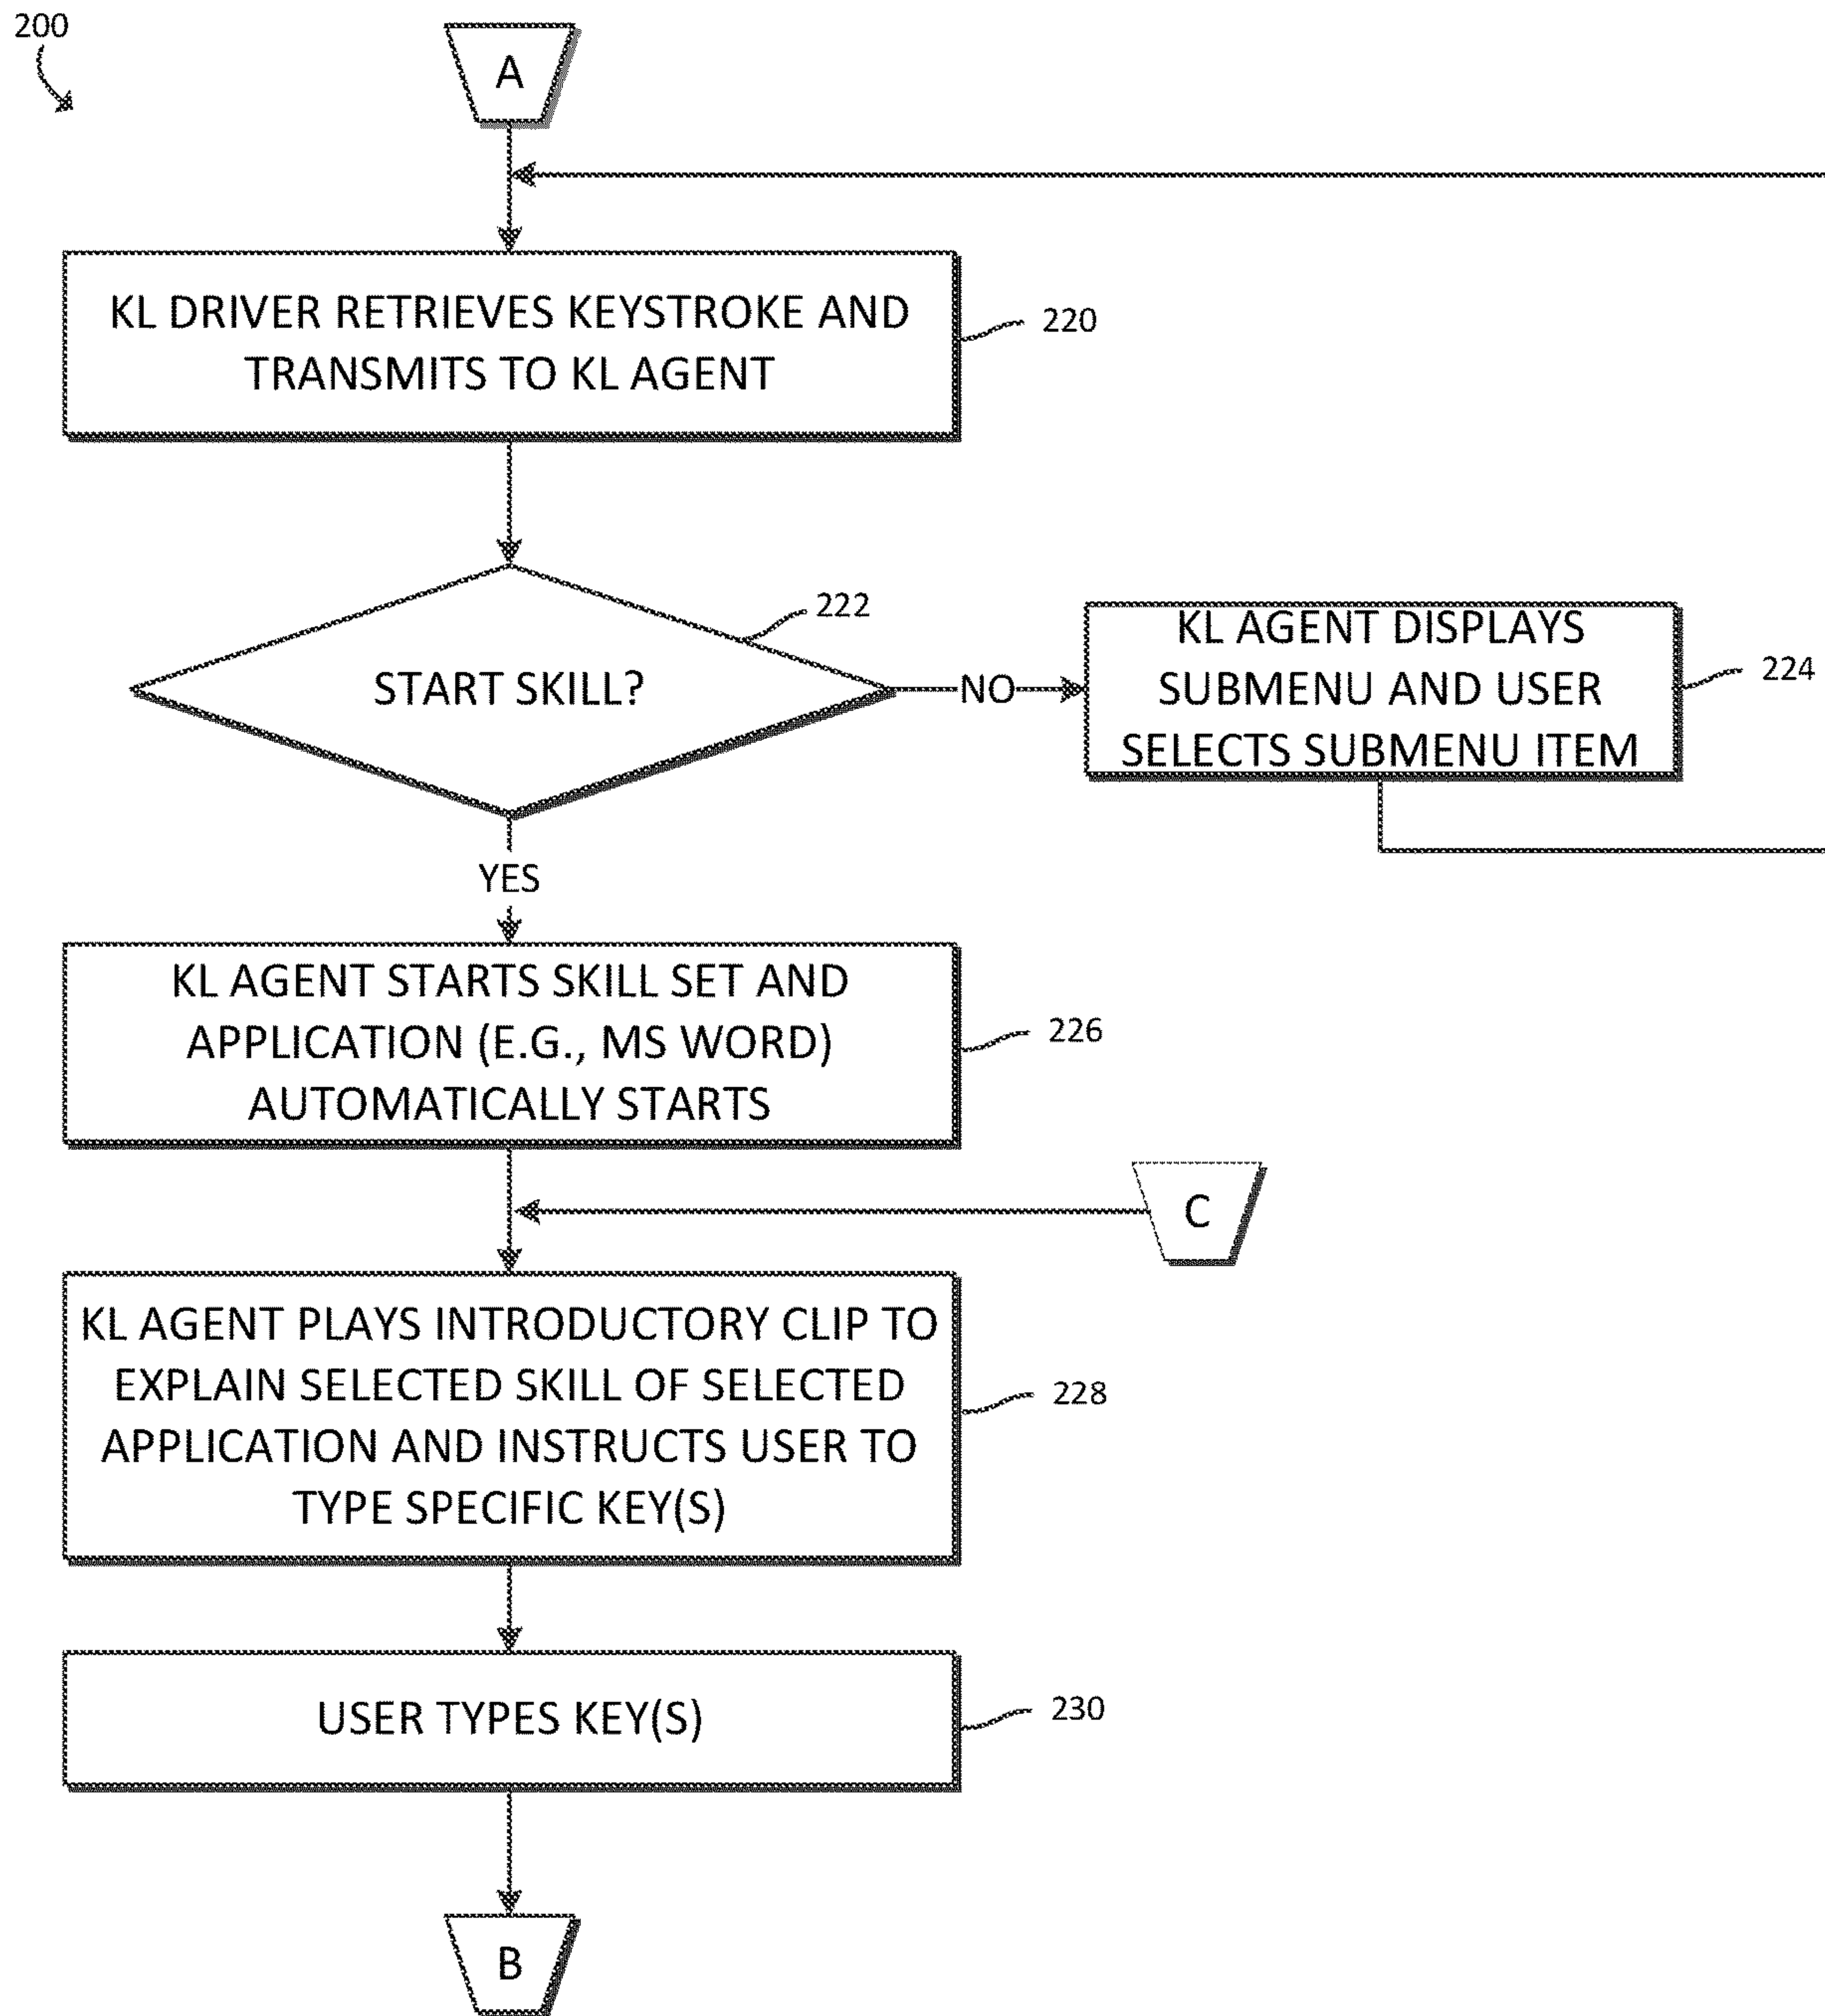 200
A
KL DRIVER RETRIEVES KEYSTROKE AND
TRANSMITS TO KL AGENT
220
START SKILL?
222
NO
KL AGENT DISPLAYS
SUBMENU AND USER
SELECTS SUBMENU ITEM
224
YES
KL AGENT STARTS SKILL SET AND
APPLICATION (E.G., MS WORD)
AUTOMATICALLY STARTS
226
C
KL AGENT PLAYS INTRODUCTORY CLIP TO
EXPLAIN SELECTED SKILL OF SELECTED
APPLICATION AND INSTRUCTS USER TO
TYPE SPECIFIC KEY(S)
228
USER TYPES KEY(S)
230
B